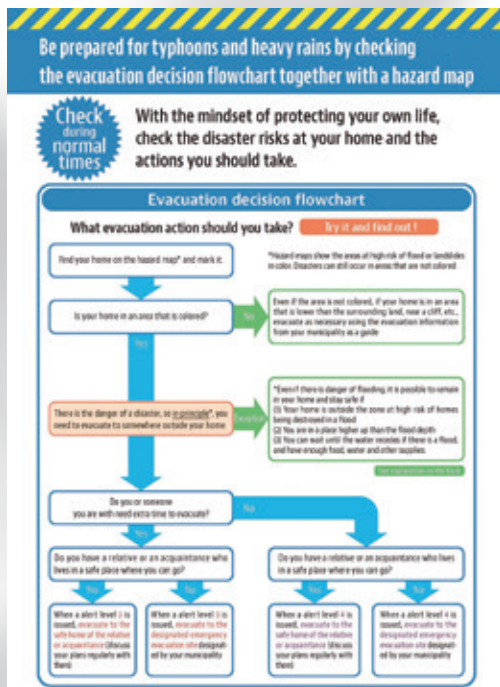 Be prepared for typhoons and heavy rains by checking
the evacuation decision flowchart together with a hazard map
Check
during
normal
times
With the mindset of protecting your own life,
check the disaster risks at your home and the
actions you should take.
Evacuation decision flowchart
What evacuation action should you take?
Try it and find out !
Find your home on the hazard map* and mark it
*Hazard maps show the areas at high risk of flood or landslides
in color. Disasters can still occur in areas that are not colored
Is your home in an area that is colored?
No
Even if the area is not colored, if your home is in an area
that is lower than the surrounding land, near a cliff, etc.,
evacuate as necessary using the evacuation information
from your municipality as a guide
Yes
There is the danger of a disaster, so in principle*, you
need to evacuate to somewhere outside your home
Exception
*Even if there is danger of flooding, it is possible to remain
in your home and stay safe if
(1) Your home is outside the zone at high risk of homes
being destroyed in a flood
(2) You are in a place higher up than the flood depth
(3) You can wait until the water recedes if there is a flood,
and have enough food, water and other supplies.
Do you or someone
you are with need extra time to evacuate?
No
Yes
Do you have a relative or an acquaintance who
lives in a safe place where you can go?
Do you have a relative or an acquaintance who lives
in a safe place where you can go?
Yes
No
Yes
No
When a alert level 3 is
issued, evacuate to the
safe home of the relative
or acquaintance (discuss
your plans regularly with
them)
When a alert level 3 is
issued, evacuate to the
designated emergency
evacuation site designat-
ed by your municipality
When a alert level 4 is
issued, evacuate to the
safe home of the relative
or acquaintance (discuss
your plans regularly with
them)
When a alert level 4 is
issued, evacuate to the
designated emergency
evacuation site designat-
ed by your municipality